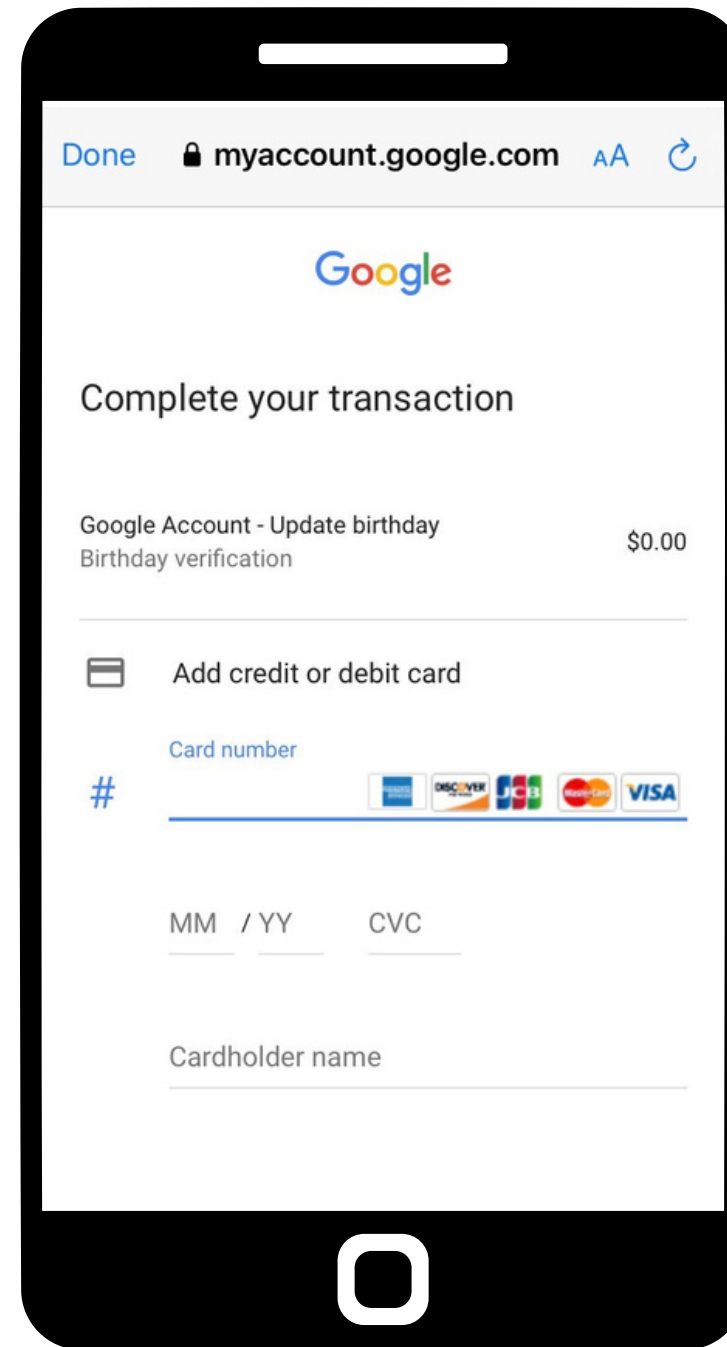 Done myaccount.google.com AA
Google
Complete your transaction
Google Account - Update birthday
$0.00
Birthday verification
Add credit or debit card
Card number
# DISCOVER JCB MasterCard VISA
MM / YY CVC
Cardholder name